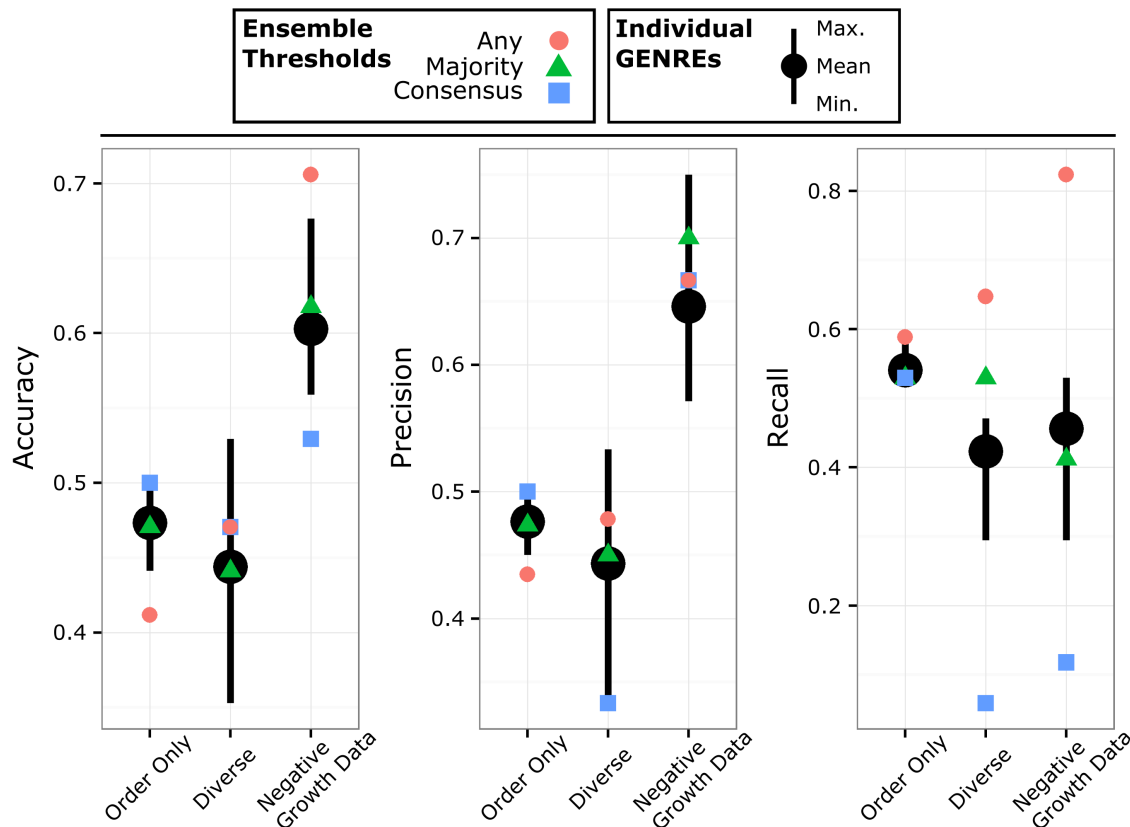 Ensemble
Thresholds
Any
Majority
Consensus
Individual
GENREs
Max.
Mean
Min.
Accuracy
0.7
0.6
0.5
0.4
Order Only
Diverse
Negative
Growth Data
Precision
0.7
0.6
0.5
0.4
Order Only
Diverse
Negative
Growth Data
Recall
0.8
0.6
0.4
0.2
Order Only
Diverse
Negative
Growth Data